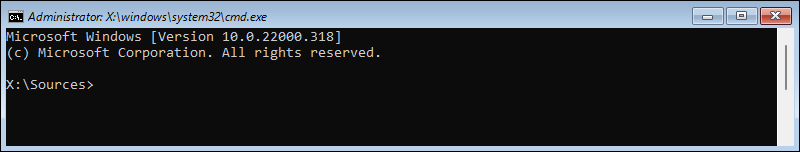 Administrator: X:\windows\system32\cmd.exe
Microsoft Windows [Version 10.0.22000.318]
(c) Microsoft Corporation. All rights reserved.
X:\Sources>